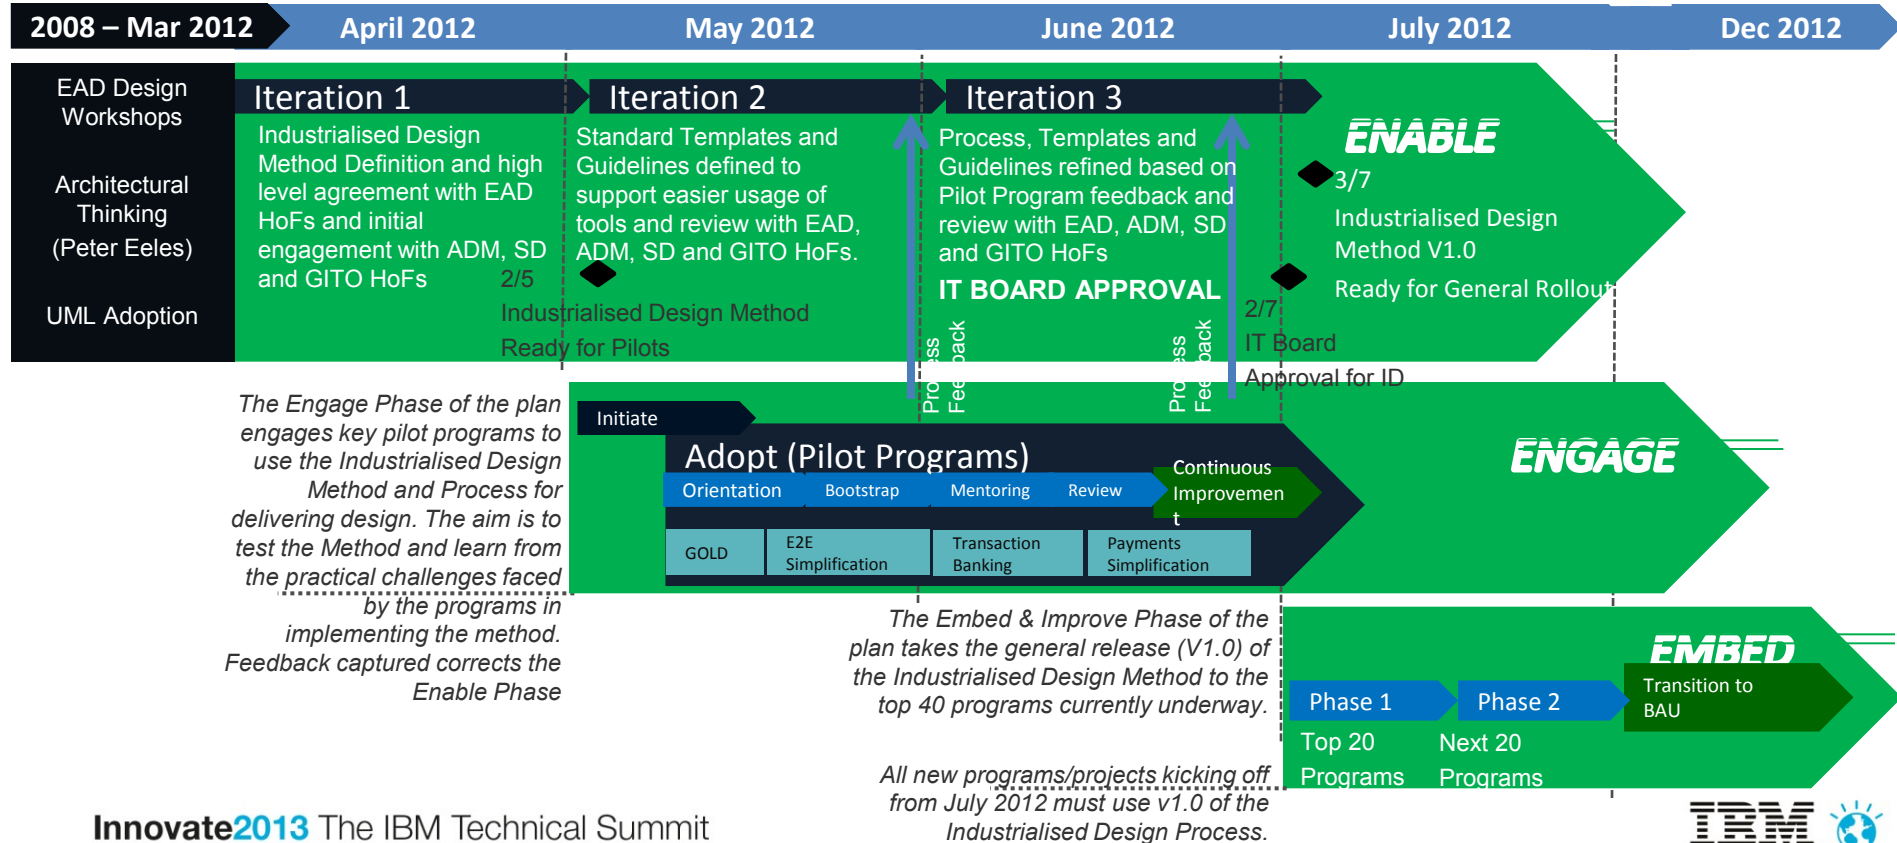 2008 – Mar 2012
April 2012
May 2012
June 2012
July 2012
Dec 2012
EAD Design
Workshops
Architectural
Thinking
(Peter Eeles)
UML Adoption
Iteration 1
Industrialised Design
Method Definition and high
level agreement with EAD
HoFs and initial
engagement with ADM, SD
and GITO HoFs
Iteration 2
Standard Templates and
Guidelines defined to
support easier usage of
tools and review with EAD,
ADM, SD and GITO HoFs.
2/5
Industrialised Design Method
Ready for Pilots
Iteration 3
Process, Templates and
Guidelines refined based on
Pilot Program feedback and
review with EAD, ADM, SD
and GITO HoFs
IT BOARD APPROVAL
Process
Feedback
Process
Feedback
2/7
IT Board
Approval for ID
ENABLE
3/7
Industrialised Design
Method V1.0
Ready for General Rollout
The Engage Phase of the plan
engages key pilot programs to
use the Industrialised Design
Method and Process for
delivering design. The aim is to
test the Method and learn from
the practical challenges faced
by the programs in
implementing the method.
Feedback captured corrects the
Enable Phase
Initiate
Adopt (Pilot Programs)
Orientation
Bootstrap
Mentoring
Review
Continuous
Improvemen
t
GOLD
E2E
Simplification
Transaction
Banking
Payments
Simplification
ENGAGE
The Embed & Improve Phase of the
plan takes the general release (V1.0) of
the Industrialised Design Method to the
top 40 programs currently underway.
All new programs/projects kicking off
from July 2012 must use v1.0 of the
Industrialised Design Process.
EMBED
Phase 1
Phase 2
Transition to
BAU
Top 20
Programs
Next 20
Programs
Innovate2013 The IBM Technical Summit
IBM